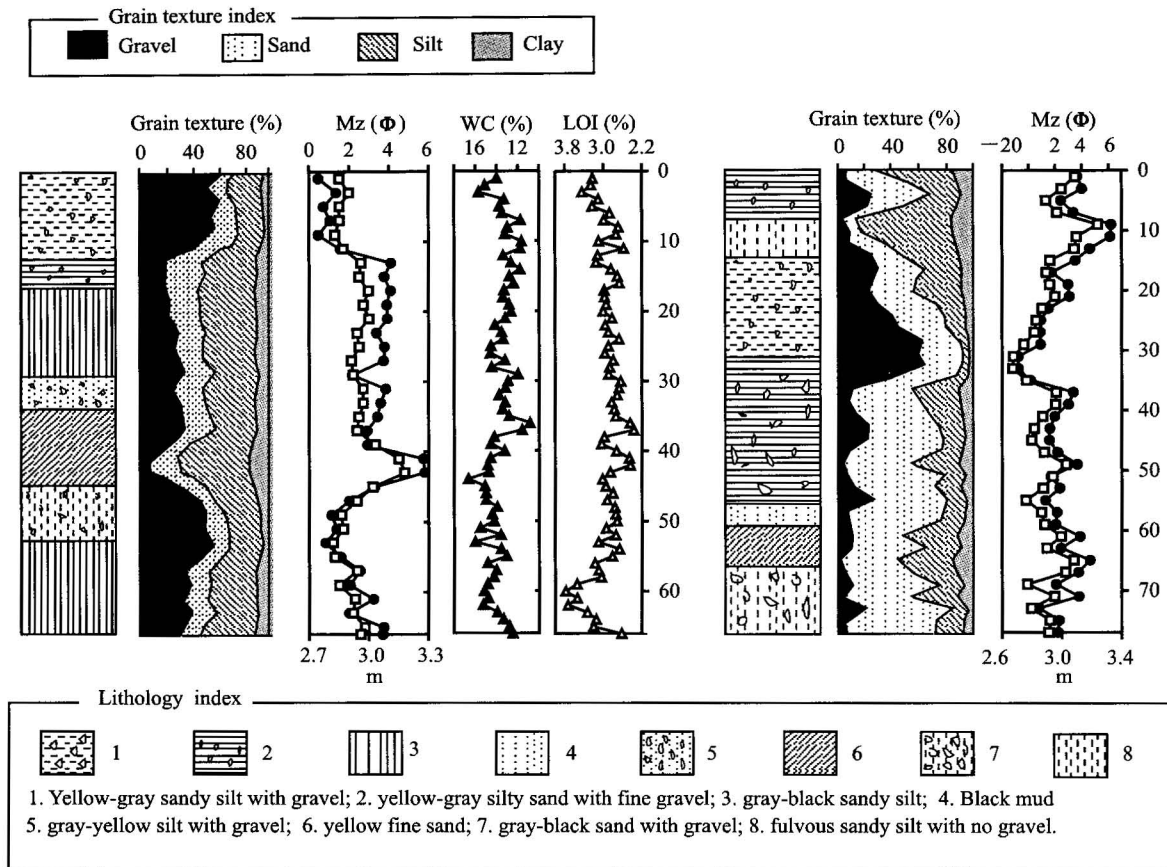 Grain texture index
Gravel Sand Silt Clay
Grain texture (%) Mz (Φ) WC (%) LOI (%) Grain texture (%) Mz (Φ)
0 40 80 0 2 4 6 16 12 3.8 3.0 2.2 0 40 80 —20 2 4 6
0 0
10 10
20 20
30 30
40 40
50 50
60 60
70
2.7 3.0 3.3 2.6 3.0 3.4
m m
Lithology index
1 2 3 4 5 6 7 8
1. Yellow-gray sandy silt with gravel; 2. yellow-gray silty sand with fine gravel; 3. gray-black sandy silt; 4. Black mud
5. gray-yellow silt with gravel; 6. yellow fine sand; 7. gray-black sand with gravel; 8. fulvous sandy silt with no gravel.